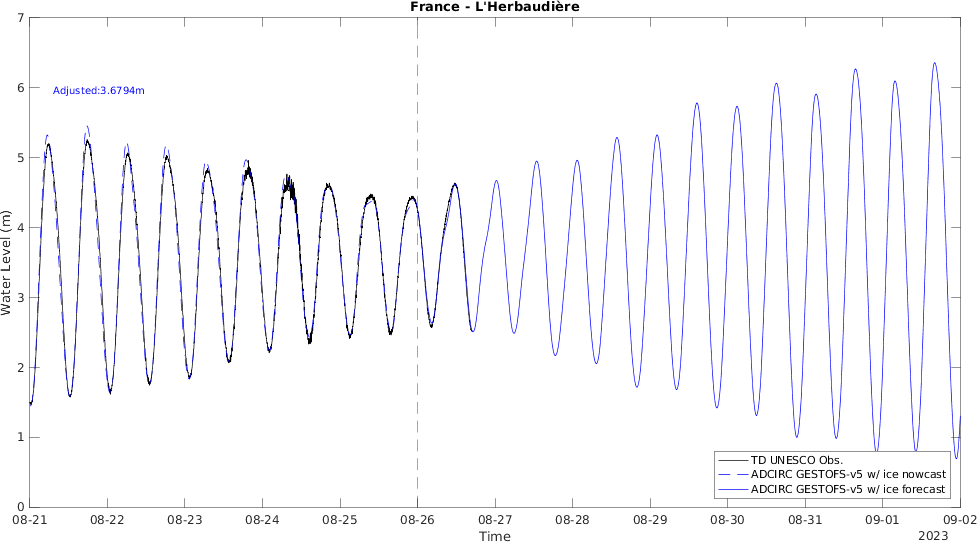 France - L'Herbaudière
7
6
5
4
3
2
1
0
Water Level (m)
Adjusted:3.6794m
TD UNESCO Obs.
ADCIRC GESTOFS-v5 w/ ice nowcast
ADCIRC GESTOFS-v5 w/ ice forecast
08-21 08-22 08-23 08-24 08-25 08-26 08-27 08-28 08-29 08-30 08-31 09-01 09-02
Time
2023